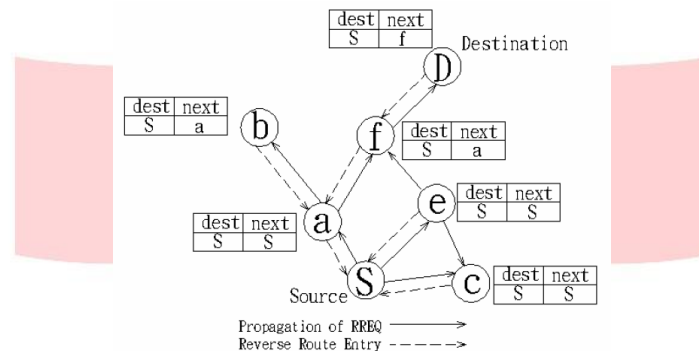 dest next
S f
Destination
D
dest next
S a
b
f
dest next
S a
dest next
S S
a
e
dest next
S S
S
Source
c
dest next
S S
Propagation of RREQ
Reverse Route Entry